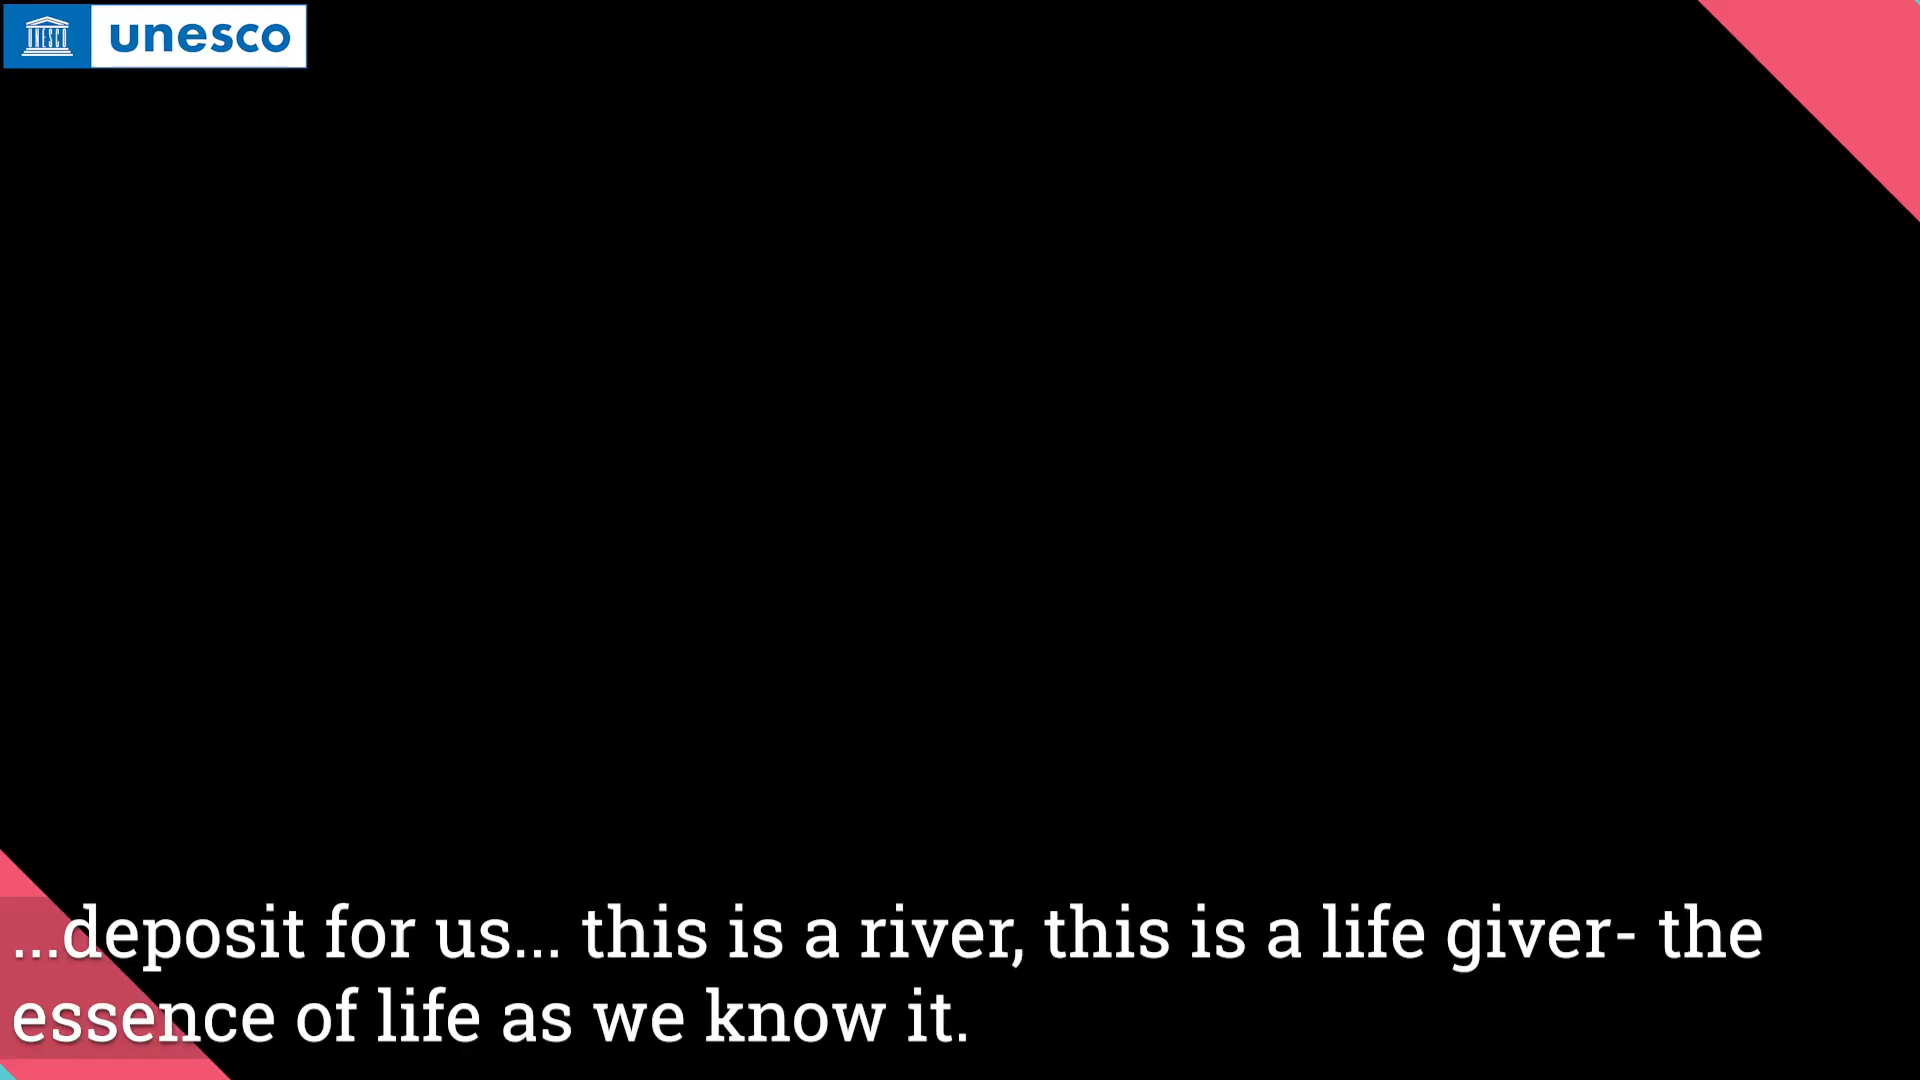 UNESCO
unesco
...deposit for us... this is a river, this is a life giver- the
essence of life as we know it.